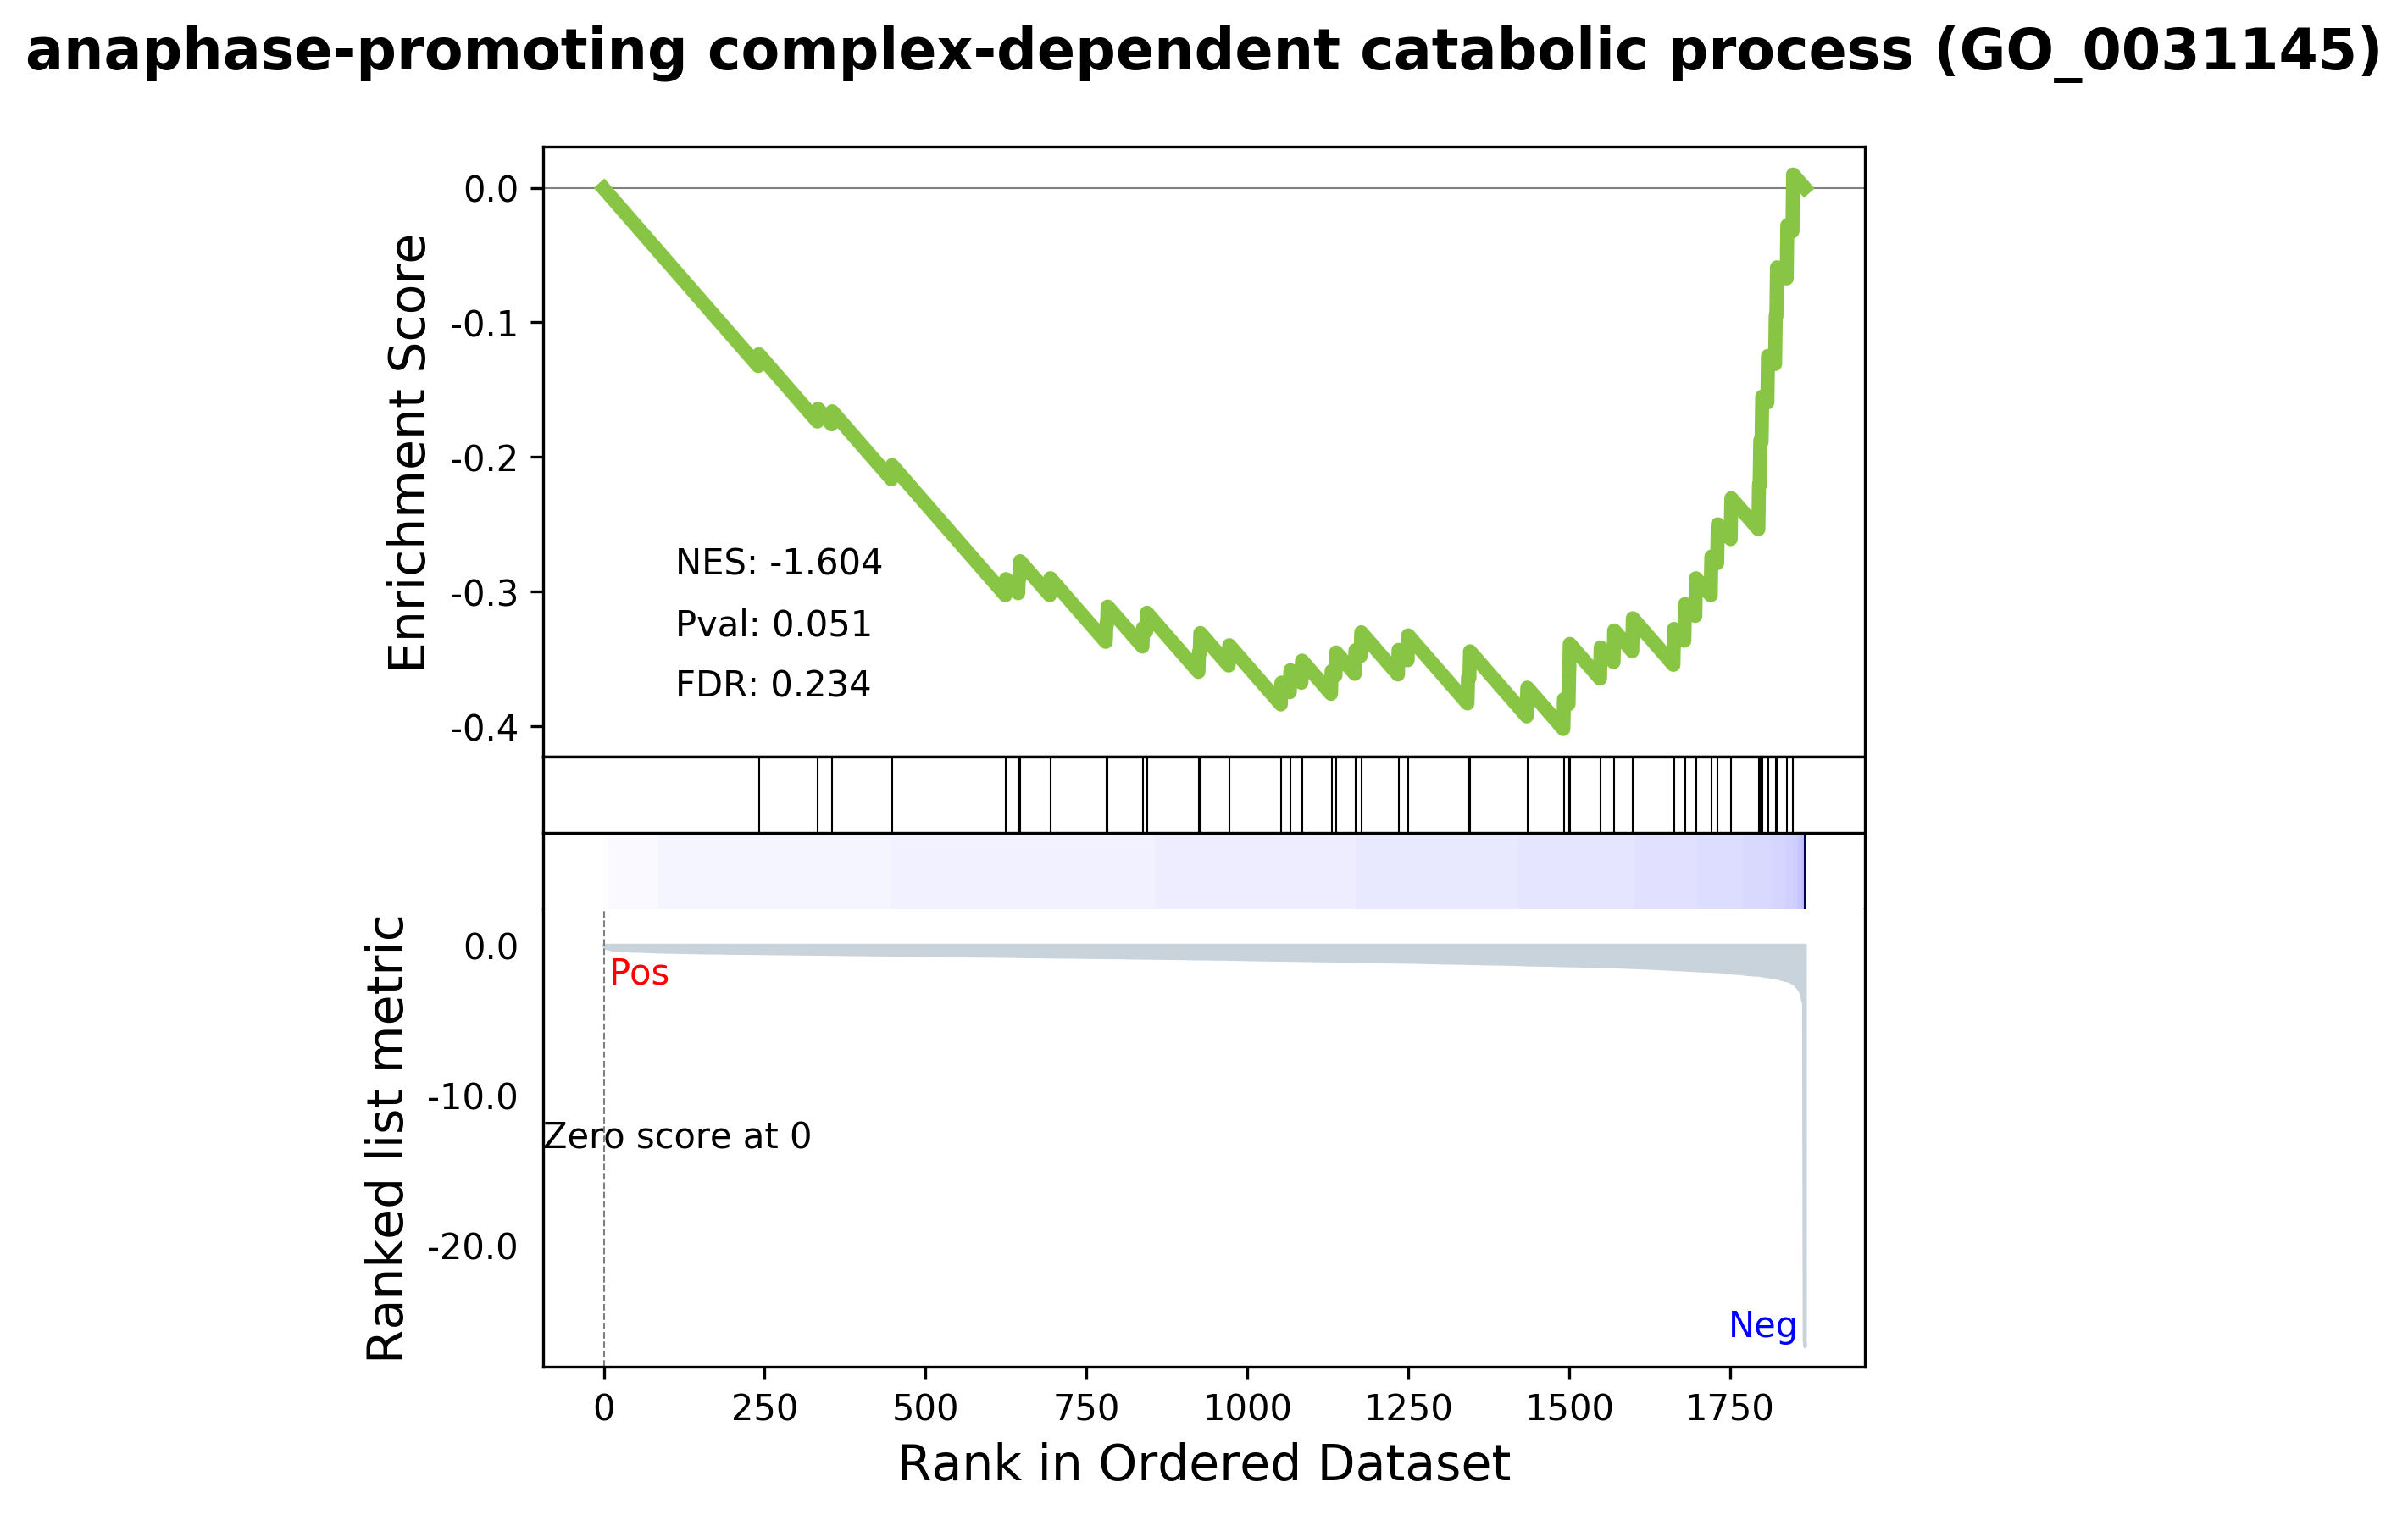 anaphase-promoting complex-dependent catabolic process (GO_0031145)
Enrichment Score
0.0
-0.1
-0.2
-0.3
-0.4
NES: -1.604
Pval: 0.051
FDR: 0.234
Ranked list metric
0.0
-10.0
-20.0
Pos
Zero score at 0
Neg
0 250 500 750 1000 1250 1500 1750
Rank in Ordered Dataset